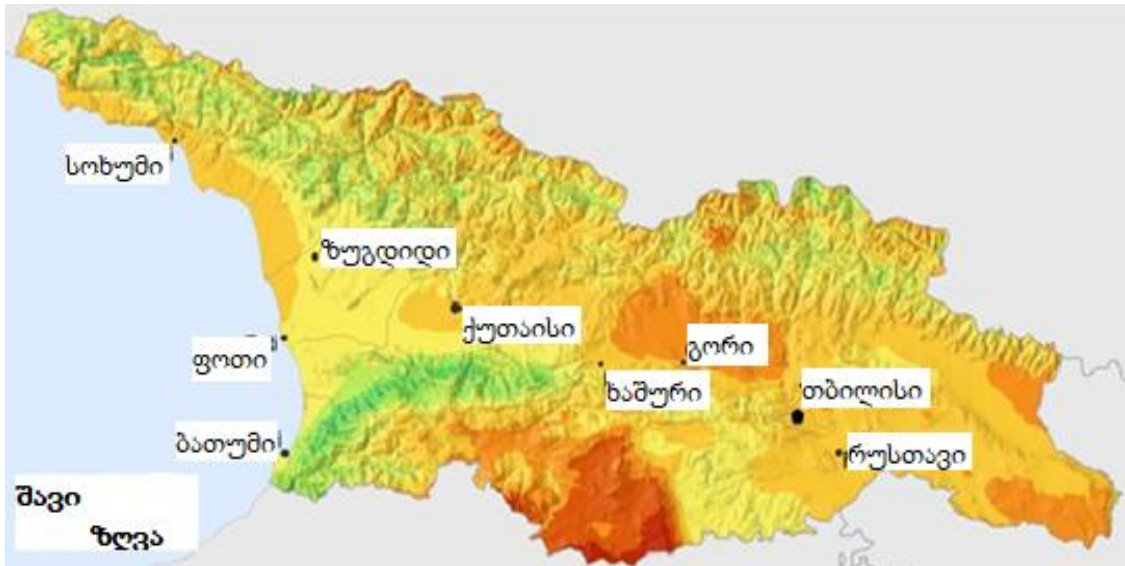 სოხუმი
ზუგდიდი
ქუთაისი
ფოთი
გორი
ხაშური
თბილისი
ბათუმი
რუსთავი
შავი
ზღვა